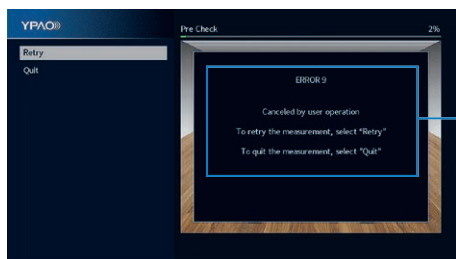 YPAO
Pre Check 2%
Retry
Quit
ERROR 9
Canceled by user operation
To retry the measurement, select "Retry"
To quit the measurement, select "Quit"